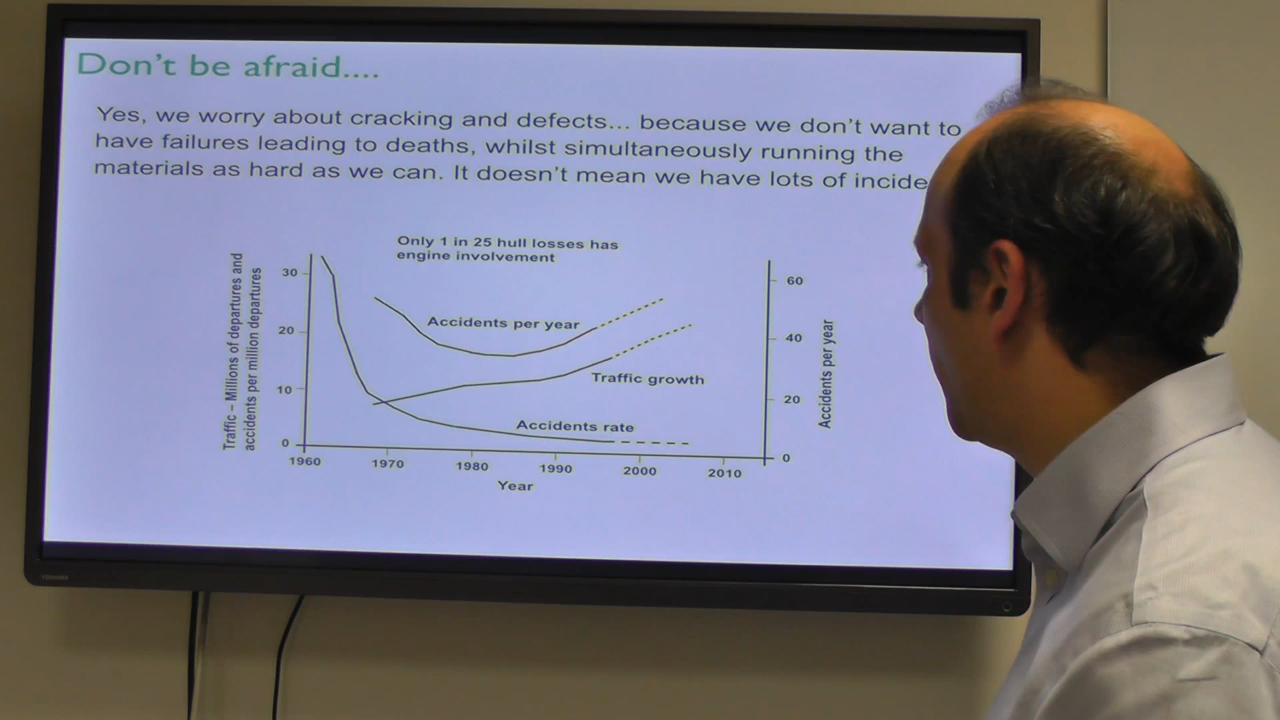 Don't be afraid....
Yes, we worry about cracking and defects... because we don't want to
have failures leading to deaths, whilst simultaneously running the
materials as hard as we can. It doesn't mean we have lots of incide
Only 1 in 25 hull losses has
engine involvement
Traffic – Millions of departures and
accidents per million departures
30
20
10
0
Accidents per year
Traffic growth
Accidents rate
60
40
20
0
Accidents per year
1960
1970
1980
1990
2000
2010
Year
TOSHIBA